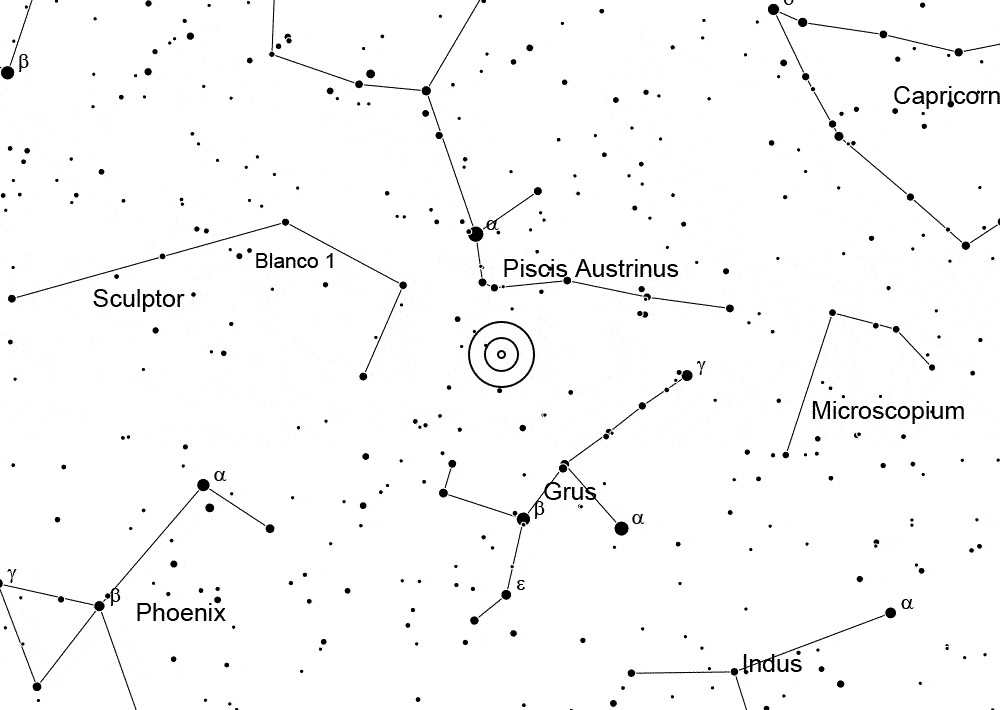 δ
β
Capricorn
α
Blanco 1
Piscis Austrinus
Sculptor
γ
Microscopium
α
Grus
β
α
γ
ε
β
Phoenix
α
Indus